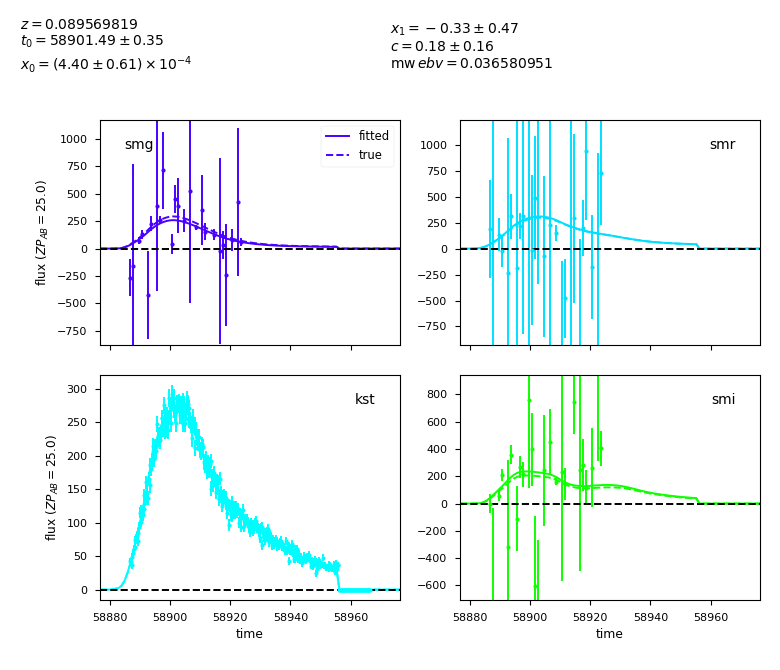 z = 0.089569819
t₀ = 58901.49 ± 0.35
x₀ = (4.40 ± 0.61) × 10⁻⁴
x₁ = −0.33 ± 0.47
c = 0.18 ± 0.16
mw ebv = 0.036580951
smg
fitted
true
1000
750
500
250
0
−250
−500
−750
flux (ZP_AB = 25.0)
smr
1000
750
500
250
0
−250
−500
−750
kst
300
250
200
150
100
50
0
flux (ZP_AB = 25.0)
58880 58900 58920 58940 58960
time
smi
800
600
400
200
0
−200
−400
−600
58880 58900 58920 58940 58960
time